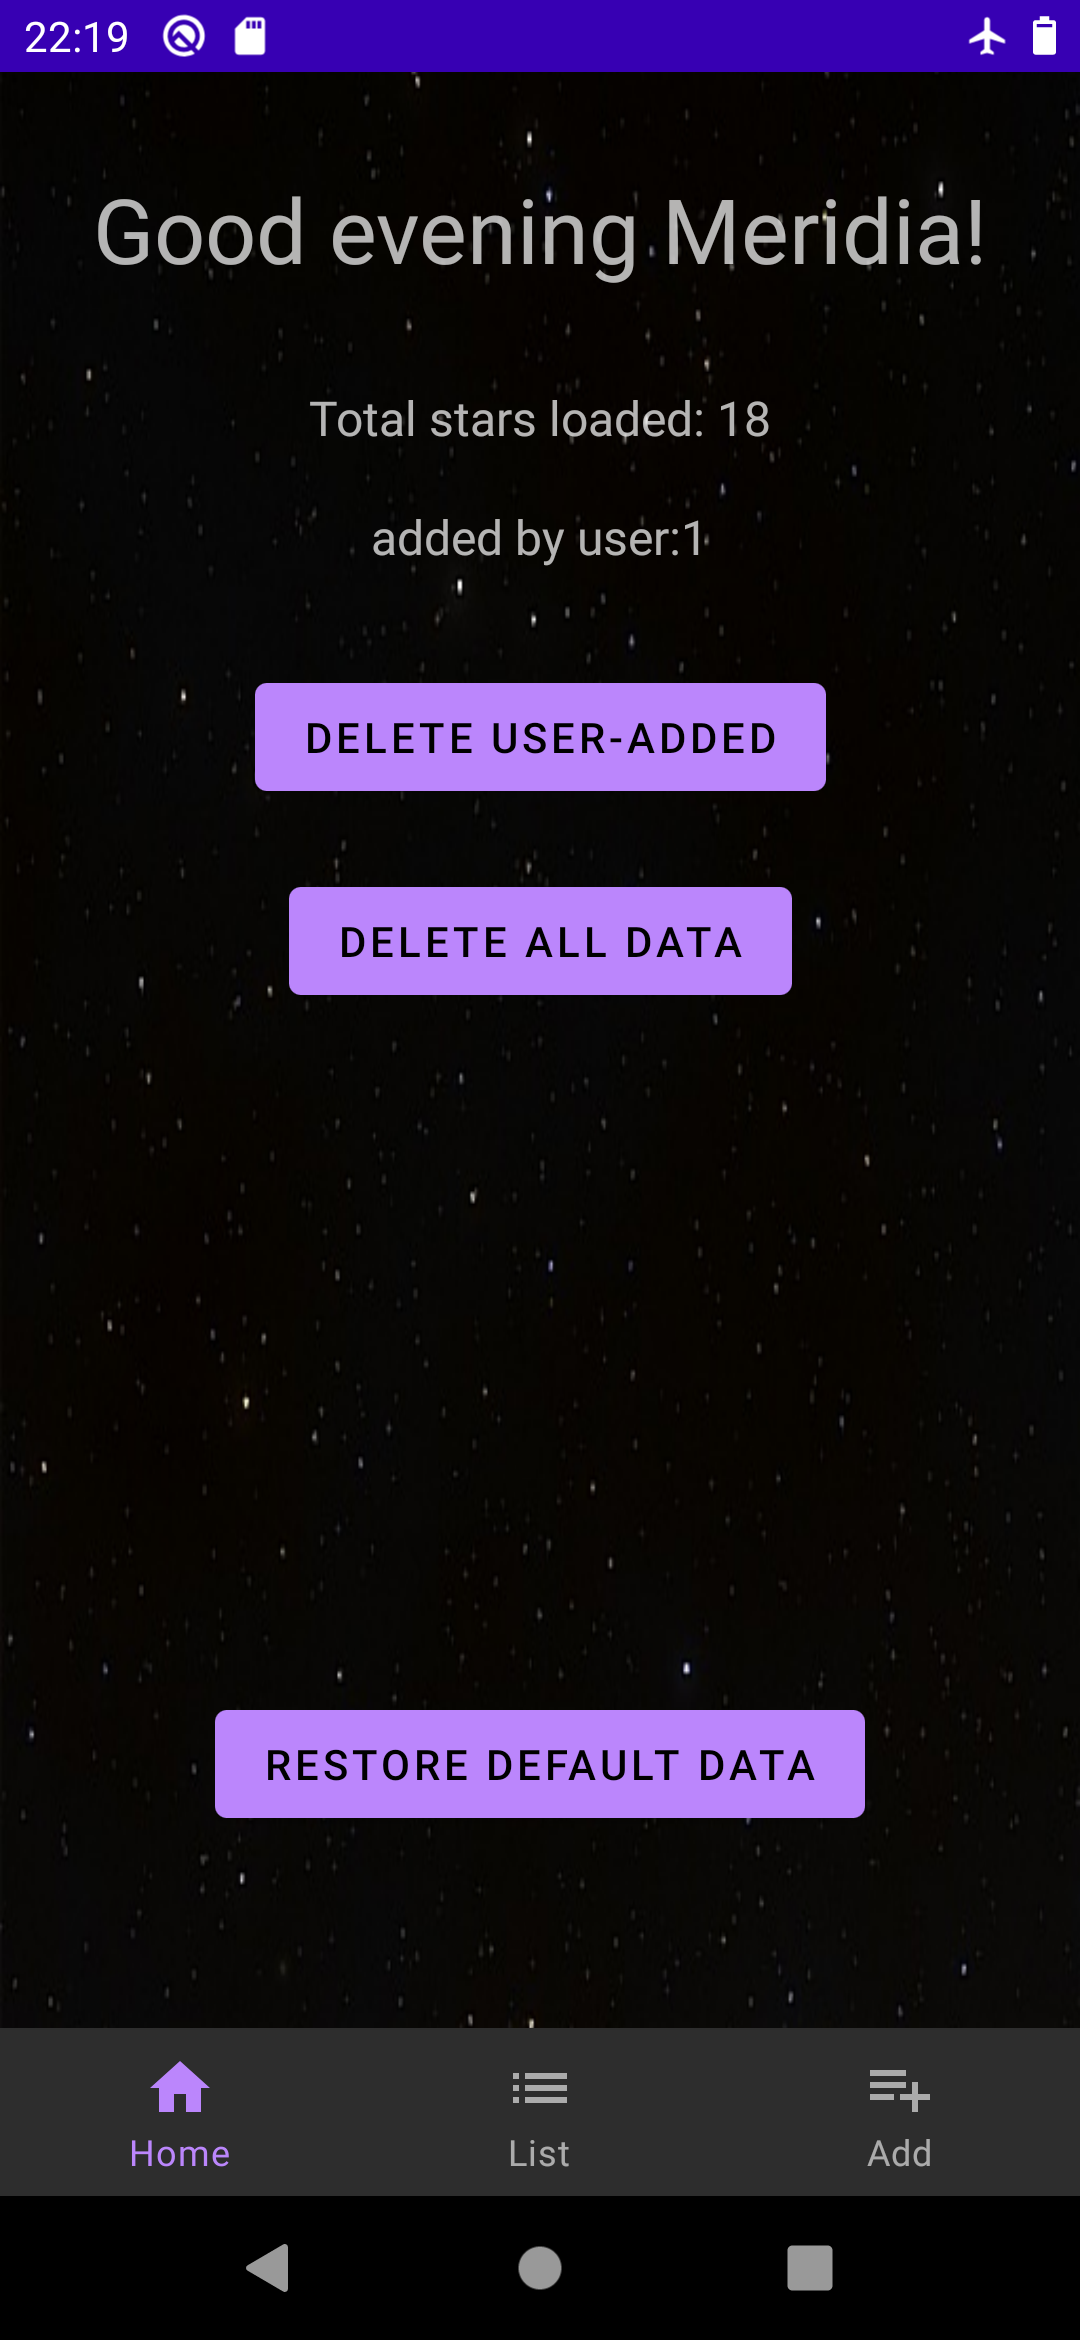 22:19
Good evening Meridia!
Total stars loaded: 18
added by user:1
DELETE USER-ADDED
DELETE ALL DATA
RESTORE DEFAULT DATA
Home List Add